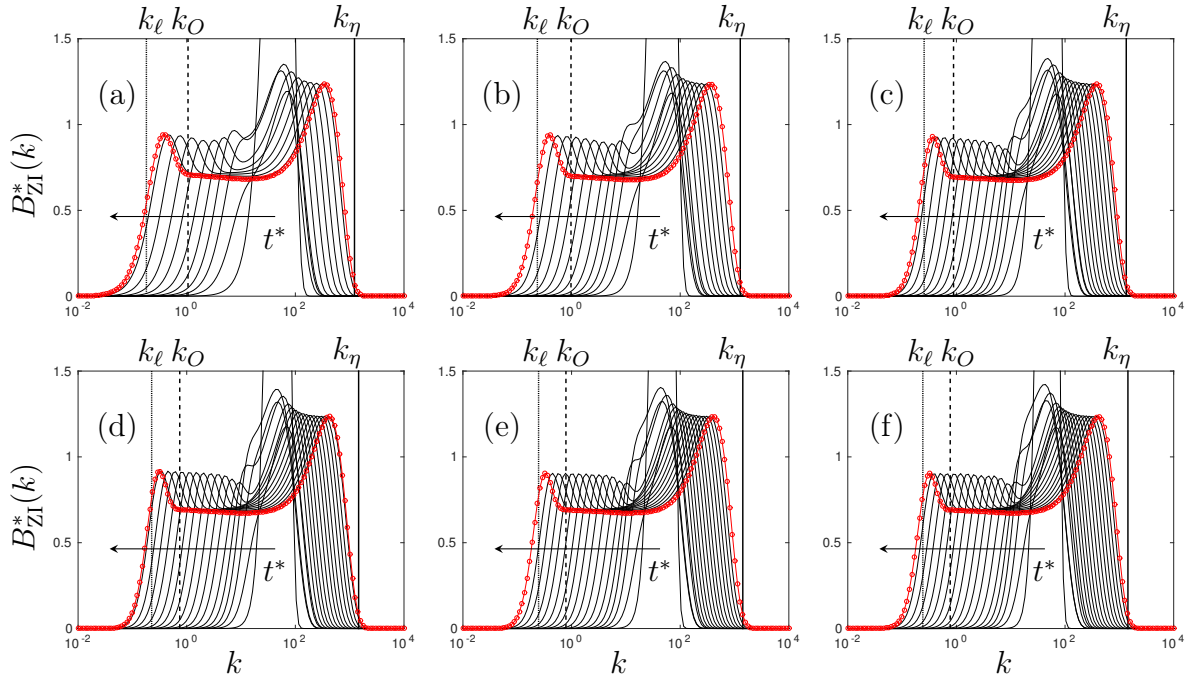 k_ℓ k_O k_η k_ℓ k_O k_η k_ℓ k_O k_η
1.5 1.5 1.5
(a) (b) (c)
1 1 1
B*_ZI(k)
0.5 0.5 0.5
t* t* t*
0 0 0
10^-2 10^0 10^2 10^4 10^-2 10^0 10^2 10^4 10^-2 10^0 10^2 10^4
k_ℓ k_O k_η k_ℓ k_O k_η k_ℓ k_O k_η
1.5 1.5 1.5
(d) (e) (f)
1 1 1
B*_ZI(k)
0.5 0.5 0.5
t* t* t*
0 0 0
10^-2 10^0 10^2 10^4 10^-2 10^0 10^2 10^4 10^-2 10^0 10^2 10^4
k k k